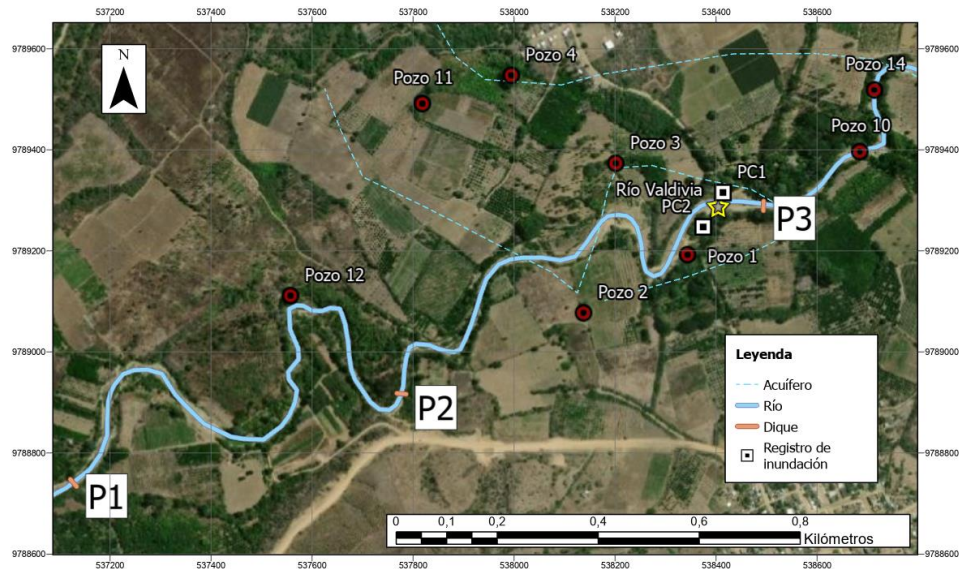 537200 537400 537600 537800 538000 538200 538400 538600
9789600
9789600
N
Pozo 4
Pozo 14
Pozo 11
9789400
9789400
Pozo 10
Pozo 3
PC1
Río Valdivia
PC2
P3
9789200
9789200
Pozo 1
Pozo 12
Pozo 2
9789000
9789000
Leyenda
Acuífero
Río
Dique
Registro de
inundación
P2
9788800
9788800
P1
0 0,1 0,2 0,4 0,6 0,8
Kilómetros
9788600
9788600
537200 537400 537600 537800 538000 538200 538400 538600